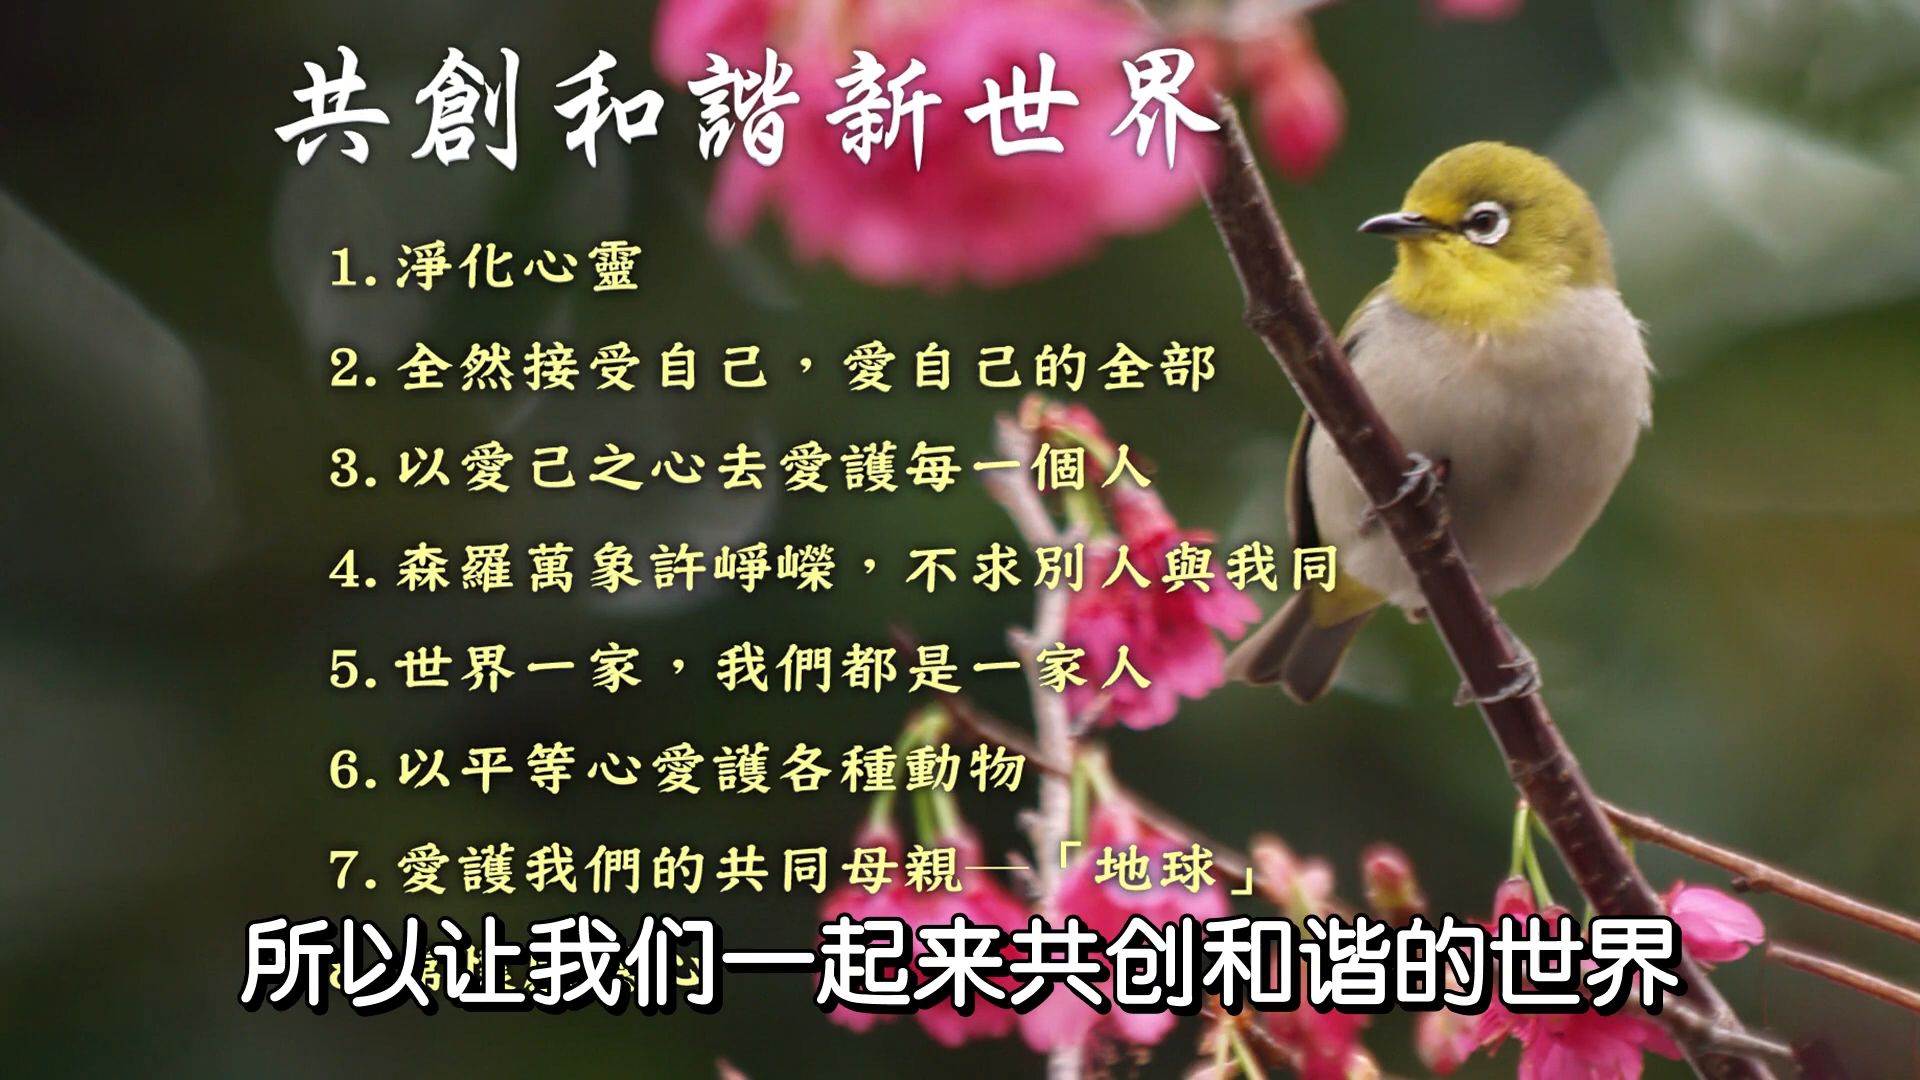 共創和諧新世界
1. 淨化心靈
2. 全然接受自己，愛自己的全部
3. 以愛己之心去愛護每一個人
4. 森羅萬象許崢嶸，不求別人與我同
5. 世界一家，我們都是一家人
6. 以平等心愛護各種動物
7. 愛護我們的共同母親─「地球」
所以让我们一起来共创和谐的世界